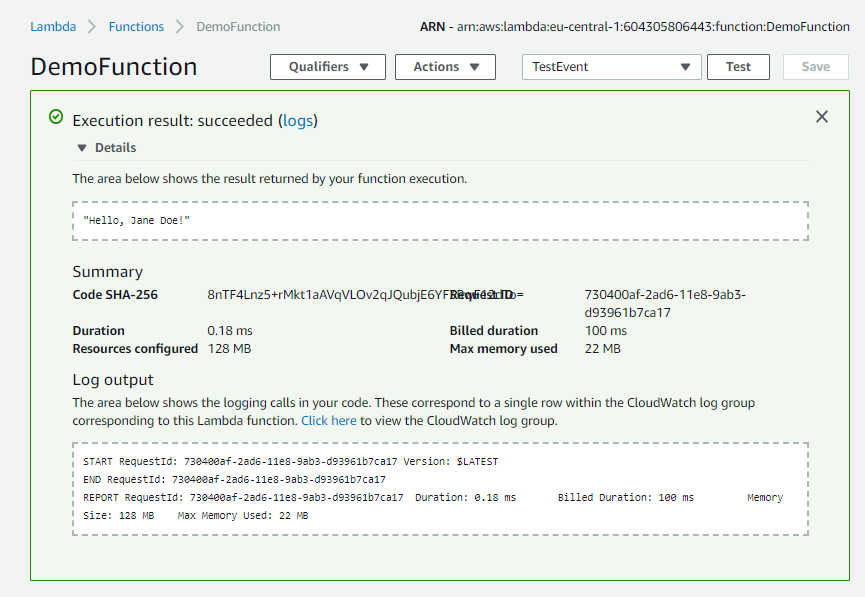 Lambda > Functions > DemoFunction ARN - arn:aws:lambda:eu-central-1:604305806443:function:DemoFunction
DemoFunction Qualifiers Actions TestEvent Test Save
Execution result: succeeded (logs)
Details
The area below shows the result returned by your function execution.
"Hello, Jane Doe!"
Summary
Code SHA-256 8nTF4Lnz5+rMkt1aAVqVLOv2qJQubjE6YF Request ID 730400af-2ad6-11e8-9ab3-
d93961b7ca17
Duration 0.18 ms Billed duration 100 ms
Resources configured 128 MB Max memory used 22 MB
Log output
The area below shows the logging calls in your code. These correspond to a single row within the CloudWatch log group
corresponding to this Lambda function. Click here to view the CloudWatch log group.
START RequestId: 730400af-2ad6-11e8-9ab3-d93961b7ca17 Version: $LATEST
END RequestId: 730400af-2ad6-11e8-9ab3-d93961b7ca17
REPORT RequestId: 730400af-2ad6-11e8-9ab3-d93961b7ca17 Duration: 0.18 ms Billed Duration: 100 ms Memory
Size: 128 MB Max Memory Used: 22 MB